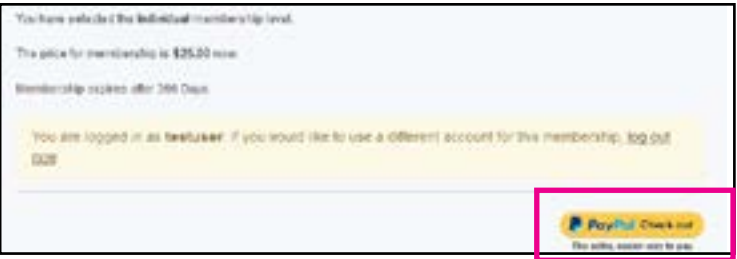 You have selected the Individual membership level.
The price for membership is $25.00 now.
Membership expires after 366 Days.
You are logged in as testuser. If you would like to use a different account for this membership, log out
now
PayPal Check out
The safer, easier way to pay